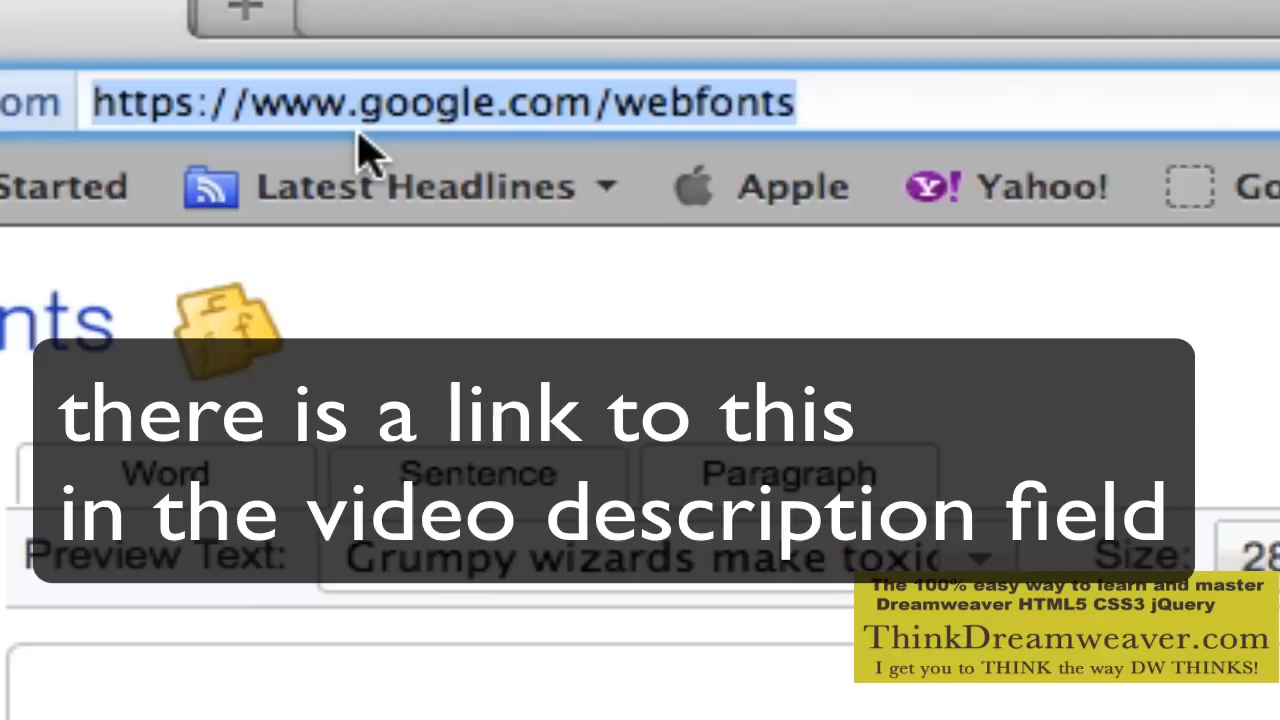 om https://www.google.com/webfonts
Started Latest Headlines Apple Yahoo! Go
nts
there is a link to this
Word Sentence Paragraph
in the video description field
Preview Text: Grumpy wizards make toxic Size: 28
The 100% easy way to learn and master
Dreamweaver HTML5 CSS3 jQuery
ThinkDreamweaver.com
I get you to THINK the way DW THINKS!